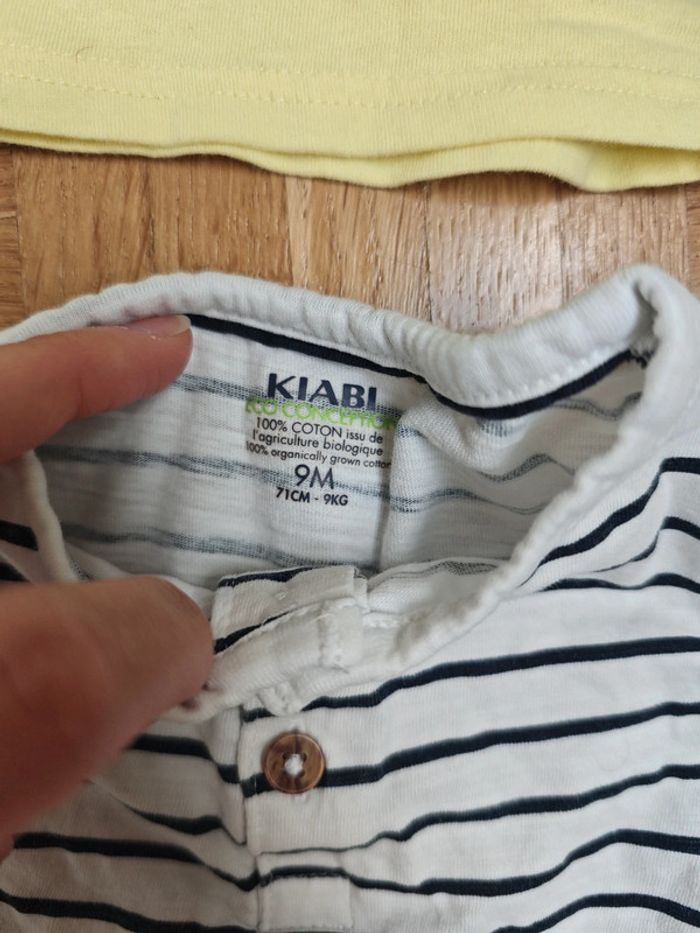 KIABI
ECO CONCEPTION
100% COTON issu de
l'agriculture biologique
100% organically grown cotton
9M
71CM - 9KG